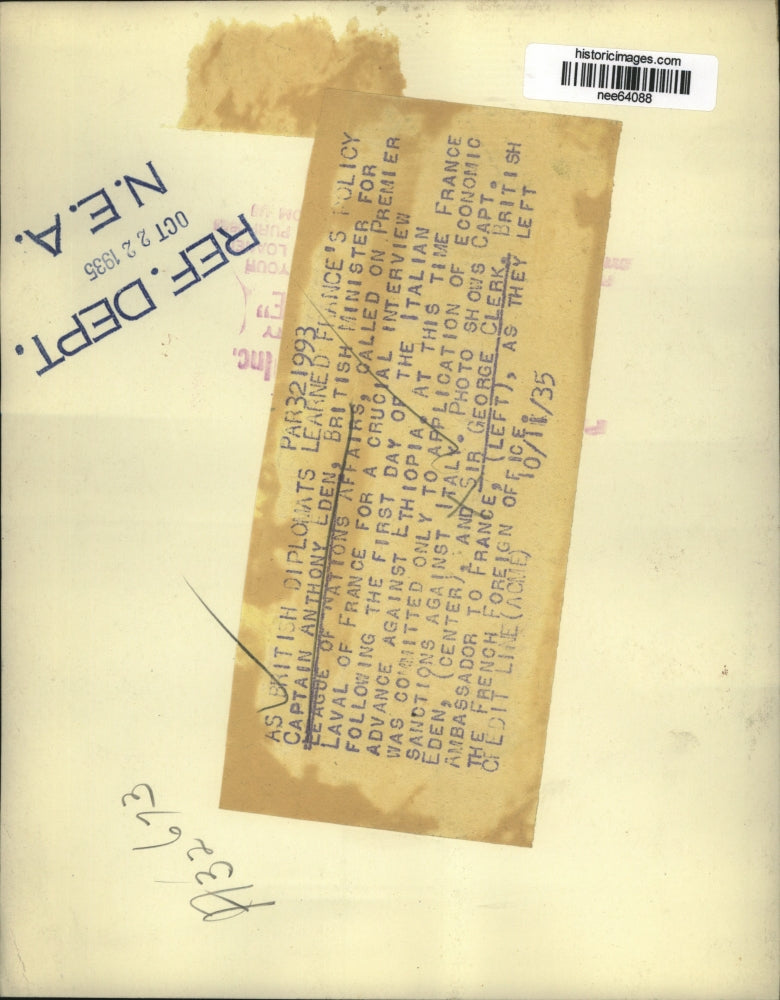 historicimages.com
nee64088
N.E.A.
OCT 22 1935
REF. DEPT.
PAR321993
AS BRITISH DIPLOMATS LEARNED FRANCE'S POLICY
CAPTAIN ANTHONY EDEN, BRITISH MINISTER FOR
LEAGUE OF NATIONS AFFAIRS, CALLED ON PREMIER
LAVAL OF FRANCE FOR A CRUCIAL INTERVIEW
FOLLOWING THE FIRST DAY OF THE ITALIAN
ADVANCE AGAINST ETHIOPIA. AT THIS TIME FRANCE
WAS COMMITTED ONLY TO APPLICATION OF ECONOMIC
SANCTIONS AGAINST ITALY. PHOTO SHOWS CAPT.
EDEN, (CENTER), AND SIR GEORGE CLERK, BRITISH
AMBASSADOR TO FRANCE, (LEFT), AS THEY LEFT
THE FRENCH FOREIGN OFFICE.
CREDIT LINE (ACME) 10/11/35
Inc.
YOUR